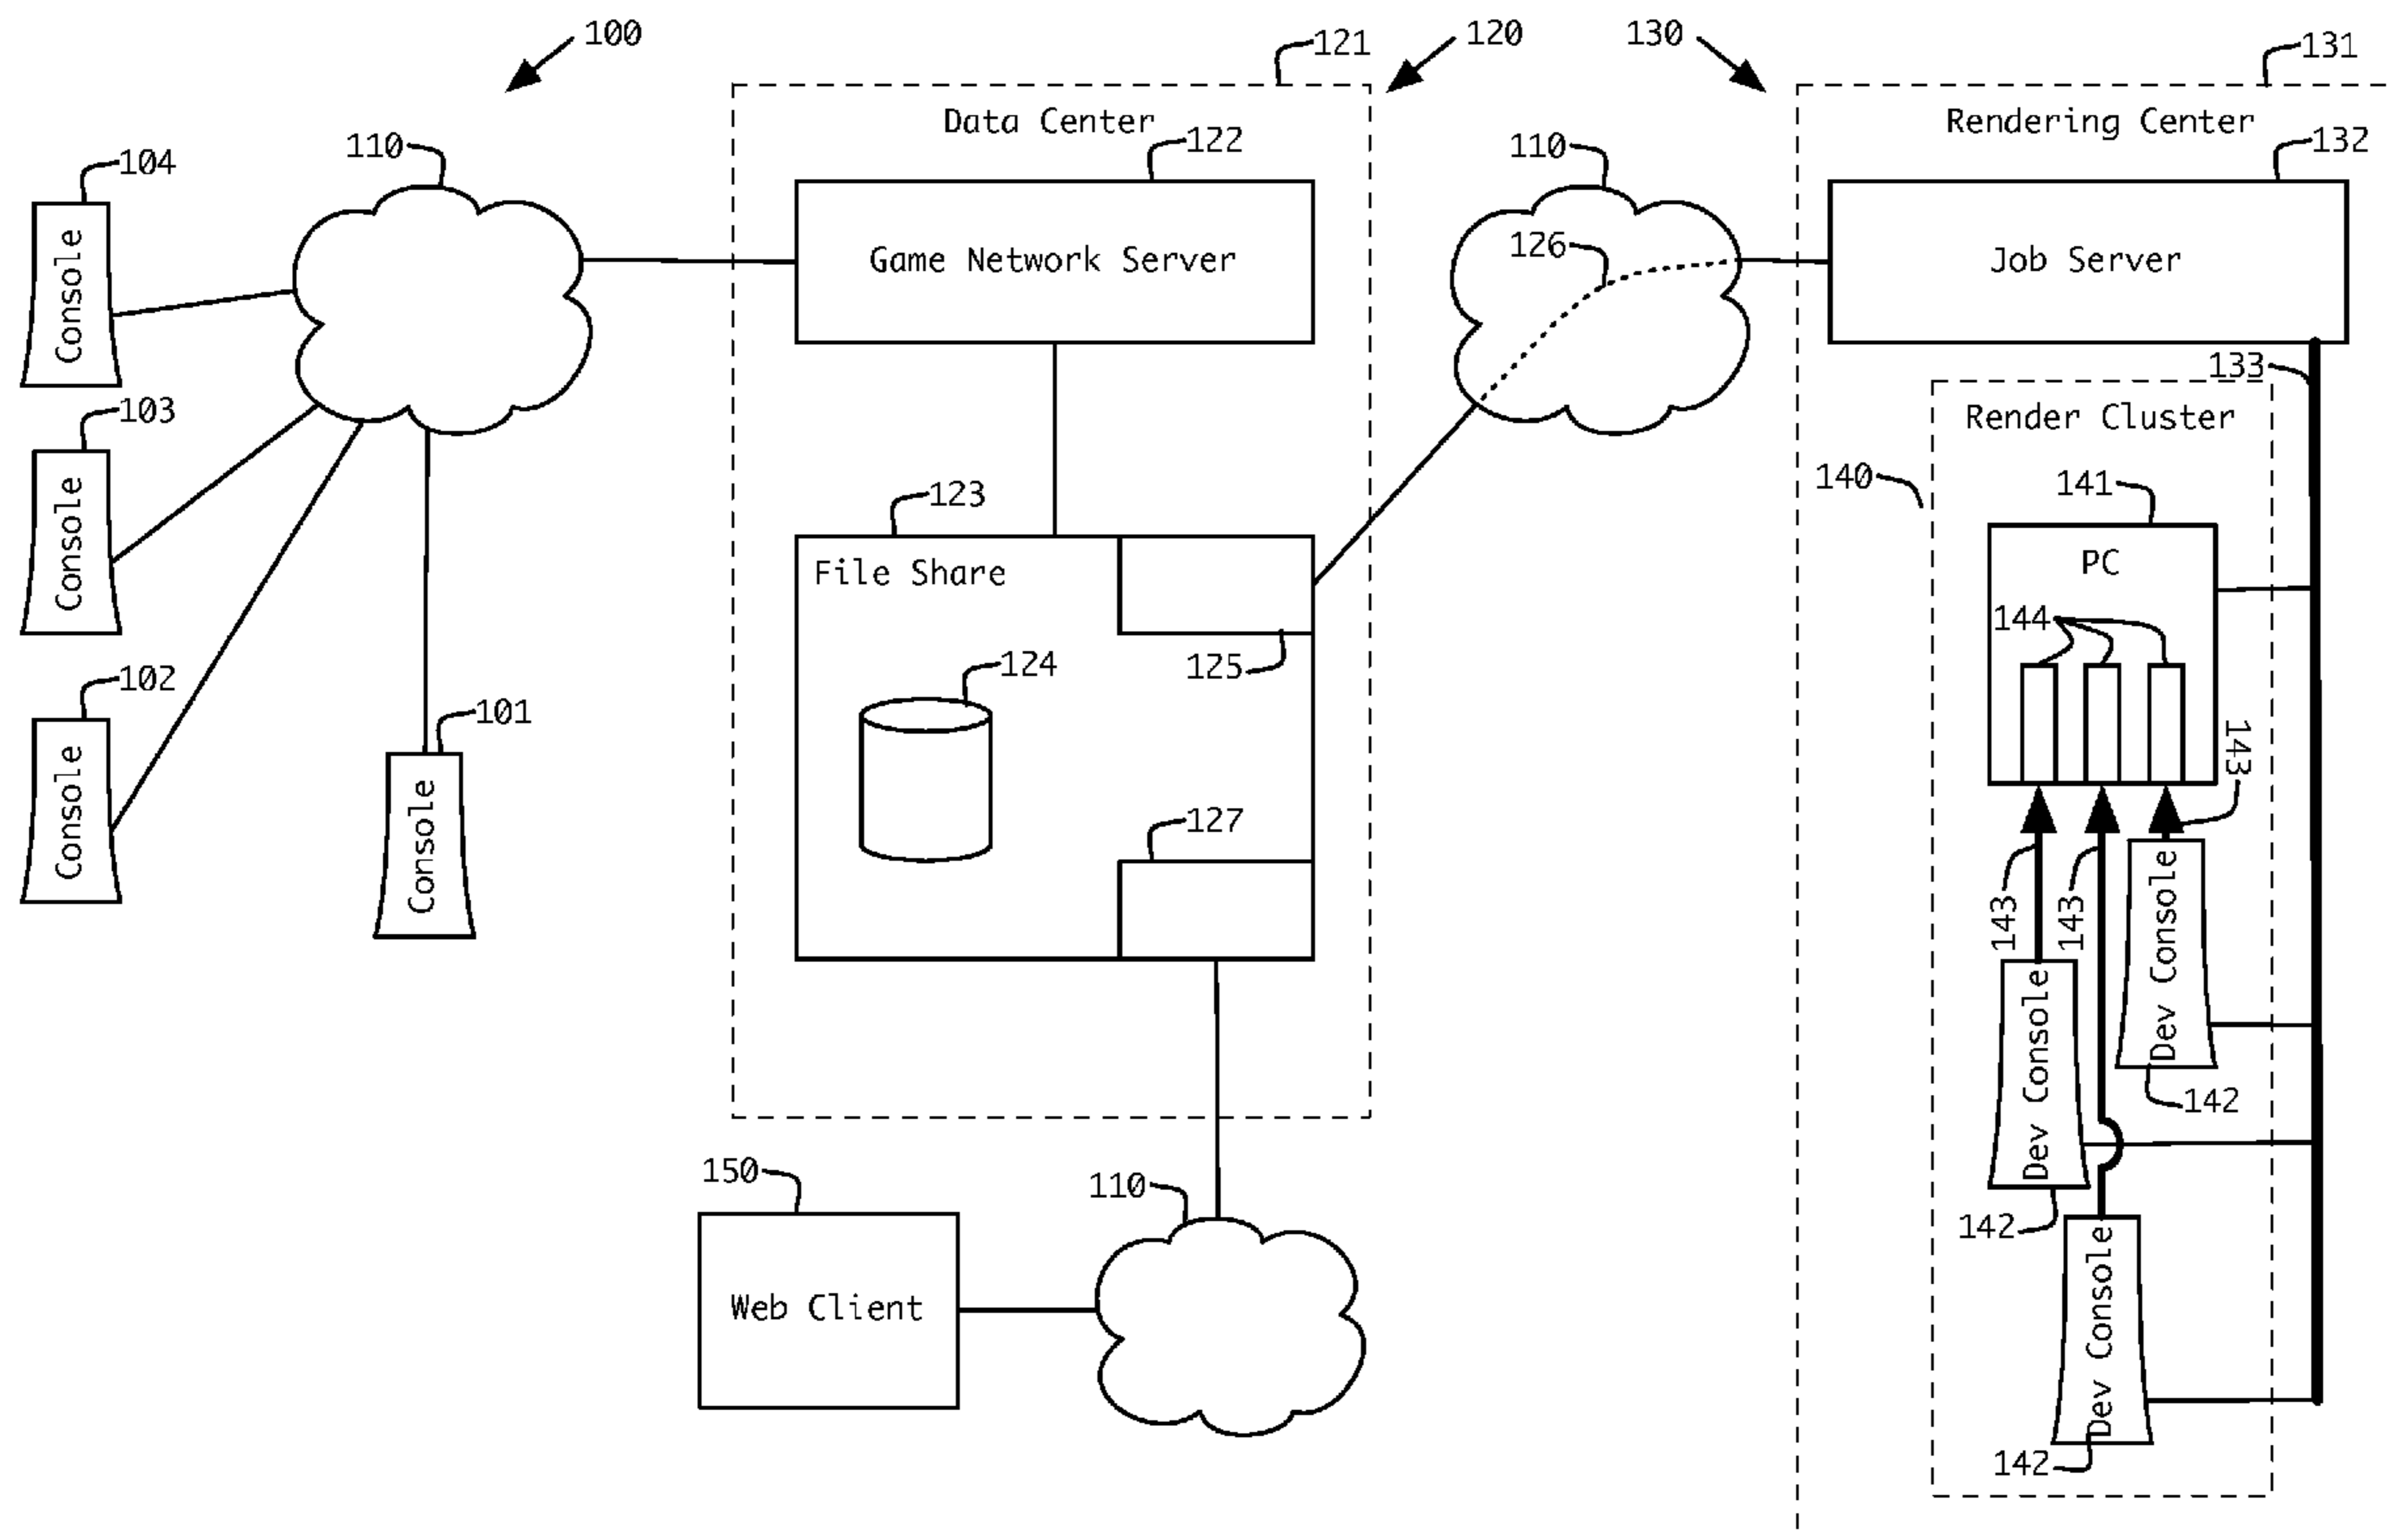 100
121
120
130
131
Data Center
Rendering Center
110
122
110
132
104
Console
126
Game Network Server
Job Server
133
103
Console
Render Cluster
140
123
141
File Share
PC
144
102
Console
101
Console
124
125
143
127
143
143
Dev Console
Dev Console
142
150
110
142
Web Client
Dev Console
142